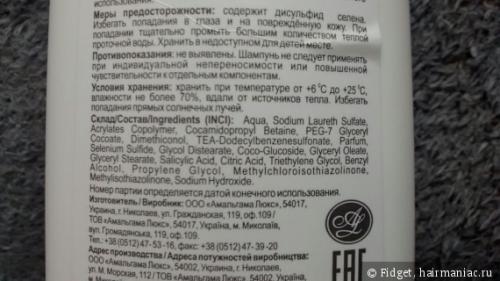 использования.
Меры предосторожности: содержит дисульфид селена.
Избегать попадания в глаза и на повреждённую кожу. При
попадании тщательно промыть большим количеством теплой
проточной воды. Хранить в недоступном для детей месте.
Противопоказания: не выявлены. Шампунь не следует применять
при индивидуальной непереносимости или повышенной
чувствительности к отдельным компонентам.
Условия хранения: хранить при температуре от +6°C до +25°C,
влажности не более 70%, вдали от источников тепла. Избегать
попадания прямых солнечных лучей.
Склад/Состав/Ingredients (INCI): Aqua, Sodium Laureth Sulfate,
Acrylates Copolymer, Cocamidopropyl Betaine, PEG-7 Glyceryl
Cocoate, Dimethiconol, TEA-Dodecylbenzenesulfonate, Parfum,
Selenium Sulfide, Glycol Distearate, Coco-Glucoside, Glyceryl Oleate,
Glyceryl Stearate, Salicylic Acid, Citric Acid, Triethylene Glycol, Benzyl
Alcohol, Propylene Glycol, Methylchloroisothiazolinone,
Methylisothiazolinone, Sodium Hydroxide.
Номер партии определяется датой конечного использования.
Изготовитель / Виробник: ООО «Амальгама Люкс», 54017,
Украина, г. Николаев, ул. Гражданская, 119, оф.109 /
ТОВ «Амальгама Люкс», 54017, Україна, м. Миколаїв,
вул. Громадянська, 119, оф.109.
Тел.: +38 (0512) 47-53-16, факс: +38 (0512) 47-39-20
Адрес производства / Адреса потужностей виробництва:
ООО «Амальгама Люкс», 54002, Украина, г. Николаев,
ул. М. Морская, 112 / ТОВ «Амальгама Люкс», 54002, Україна
EAC
© Fidget, hairmaniac.ru